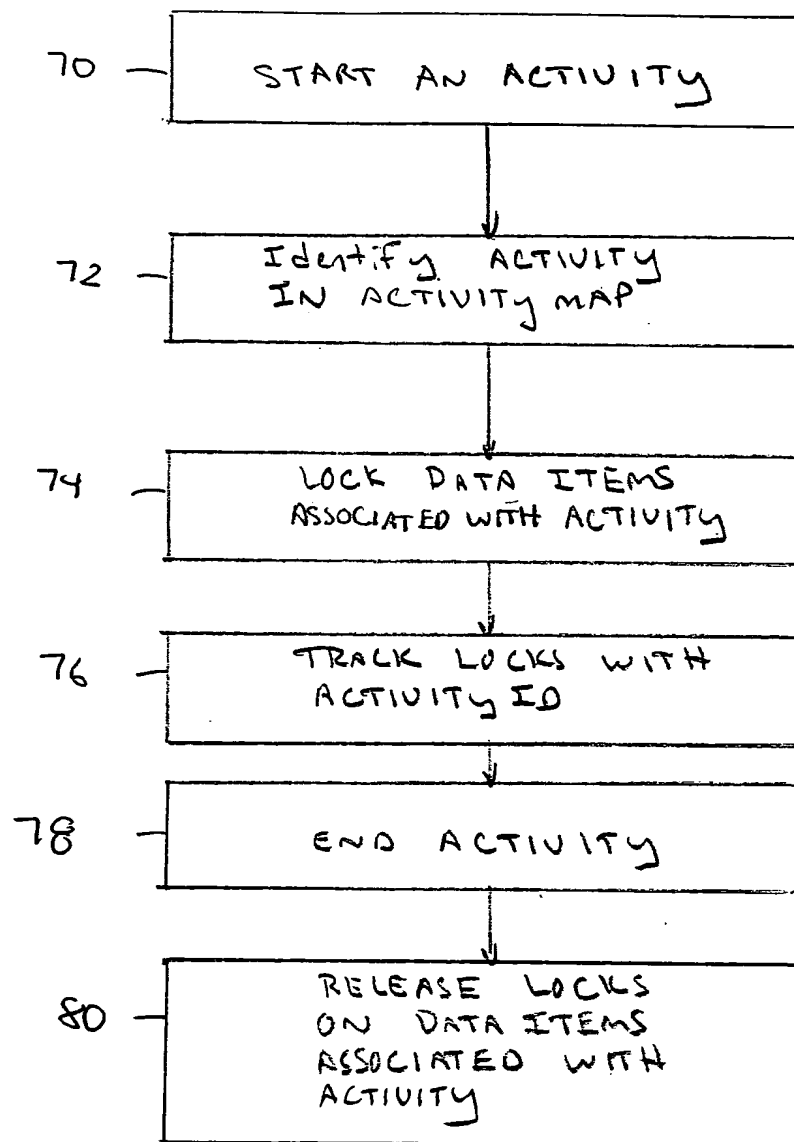 70
START AN ACTIVITY
72
Identify ACTIVITY
IN ACTIVITY MAP
74
LOCK DATA ITEMS
ASSOCIATED WITH ACTIVITY
76
TRACK LOCKS WITH
ACTIVITY ID
78
END ACTIVITY
80
RELEASE LOCKS
ON DATA ITEMS
ASSOCIATED WITH
ACTIVITY